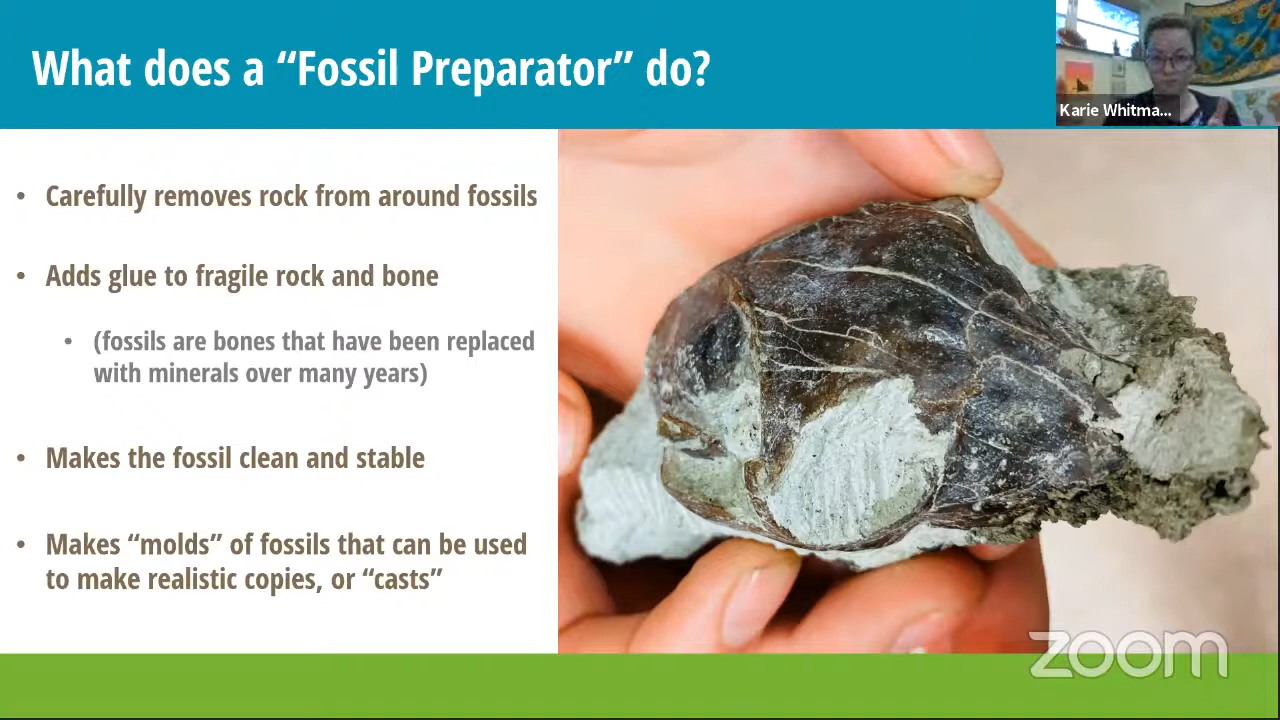 What does a “Fossil Preparator” do?
Karie Whitma...
• Carefully removes rock from around fossils
• Adds glue to fragile rock and bone
• (fossils are bones that have been replaced
with minerals over many years)
• Makes the fossil clean and stable
• Makes “molds” of fossils that can be used
to make realistic copies, or “casts”
zoom